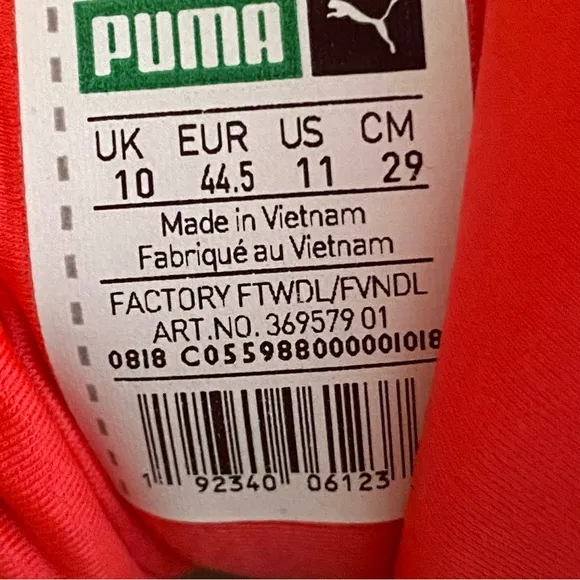 PUMA
UK EUR US CM
10 44.5 11 29
Made in Vietnam
Fabriqué au Vietnam
FACTORY FTWDL/FVNDL
ART.NO. 369579 01
0818 C055988000001018
1 92340 06123